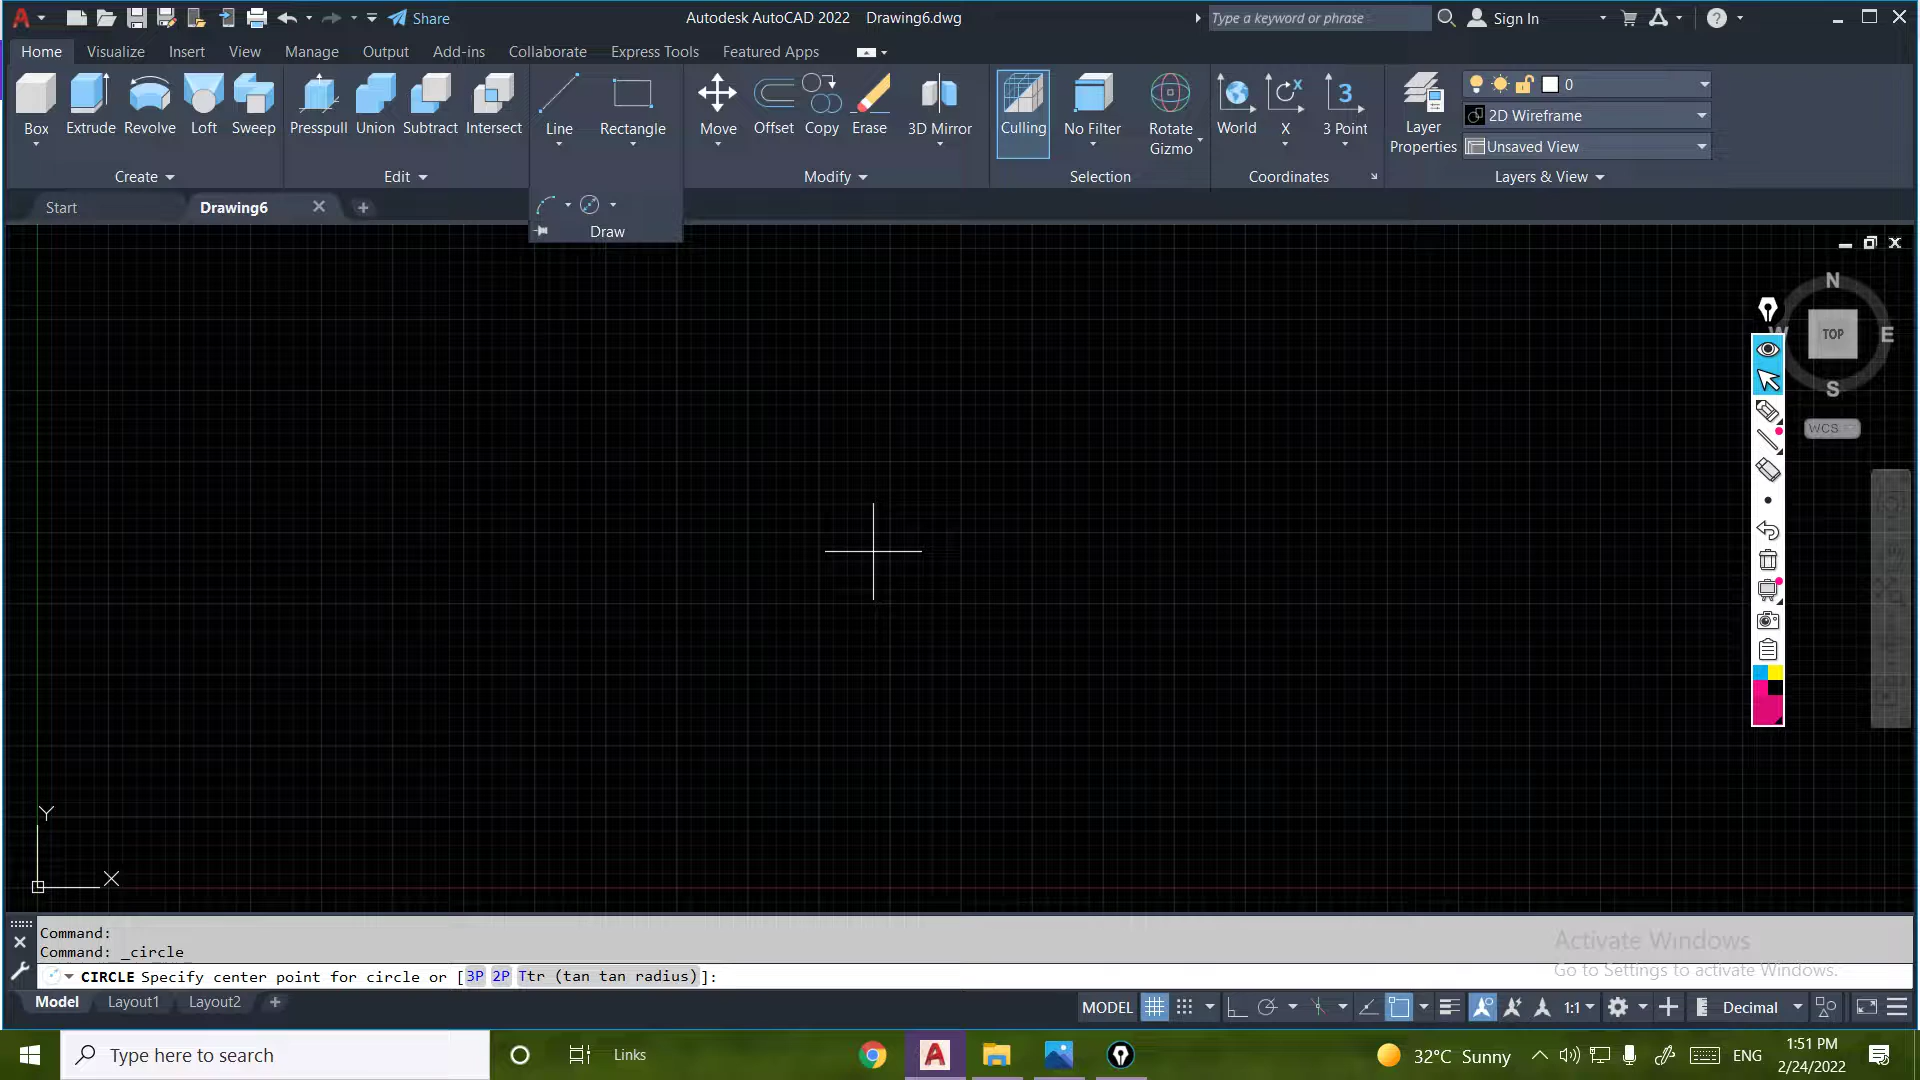 Share
Autodesk AutoCAD 2022 Drawing6.dwg
Type a keyword or phrase
Sign In
Home Visualize Insert View Manage Output Add-ins Collaborate Express Tools Featured Apps
Box Extrude Revolve Loft Sweep
Create
Presspull Union Subtract Intersect
Edit
Line Rectangle
Draw
Move Offset Copy Erase 3D Mirror
Modify
Culling No Filter Rotate Gizmo
Selection
World X 3 Point
Coordinates
Layer Properties
0
2D Wireframe
Unsaved View
Layers & View
Start Drawing6
N
W TOP E
S
WCS
Y
X
Command:
Command: _circle
CIRCLE Specify center point for circle or [3P 2P Ttr (tan tan radius)]:
Activate Windows
Go to Settings to activate Windows.
Model Layout1 Layout2
MODEL 1:1 Decimal
Type here to search
Links
32°C Sunny
ENG
1:51 PM
2/24/2022